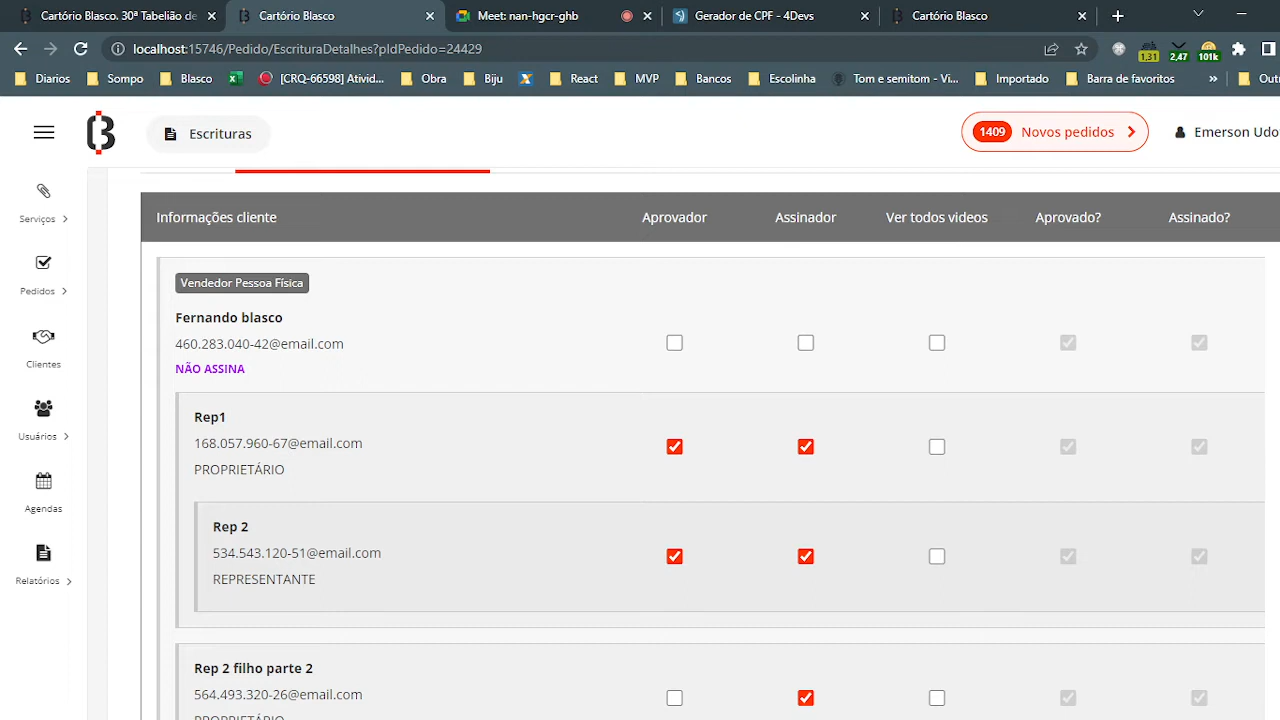 Cartório Blasco. 30ª Tabelião de
Cartório Blasco
Meet: nan-hgcr-ghb
Gerador de CPF - 4Devs
Cartório Blasco
localhost:15746/Pedido/EscrituraDetalhes?pIdPedido=24429
1,31
2,47
101k
Diarios
Sompo
Blasco
[CRQ-66598] Ativid...
Obra
Biju
React
MVP
Bancos
Escolinha
Tom e semitom - Vi...
Importado
Barra de favoritos
»
Outr
Escrituras
1409 Novos pedidos
Emerson Udo
Serviços
Pedidos
Clientes
Usuários
Agendas
Relatórios
Informações cliente Aprovador Assinador Ver todos videos Aprovado? Assinado?
Vendedor Pessoa Física
Fernando blasco
460.283.040-42@email.com
NÃO ASSINA
Rep1
168.057.960-67@email.com
PROPRIETÁRIO
Rep 2
534.543.120-51@email.com
REPRESENTANTE
Rep 2 filho parte 2
564.493.320-26@email.com
PROPRIETÁRIO